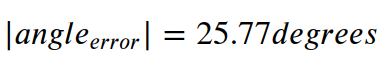 |angle_error| = 25.77degrees